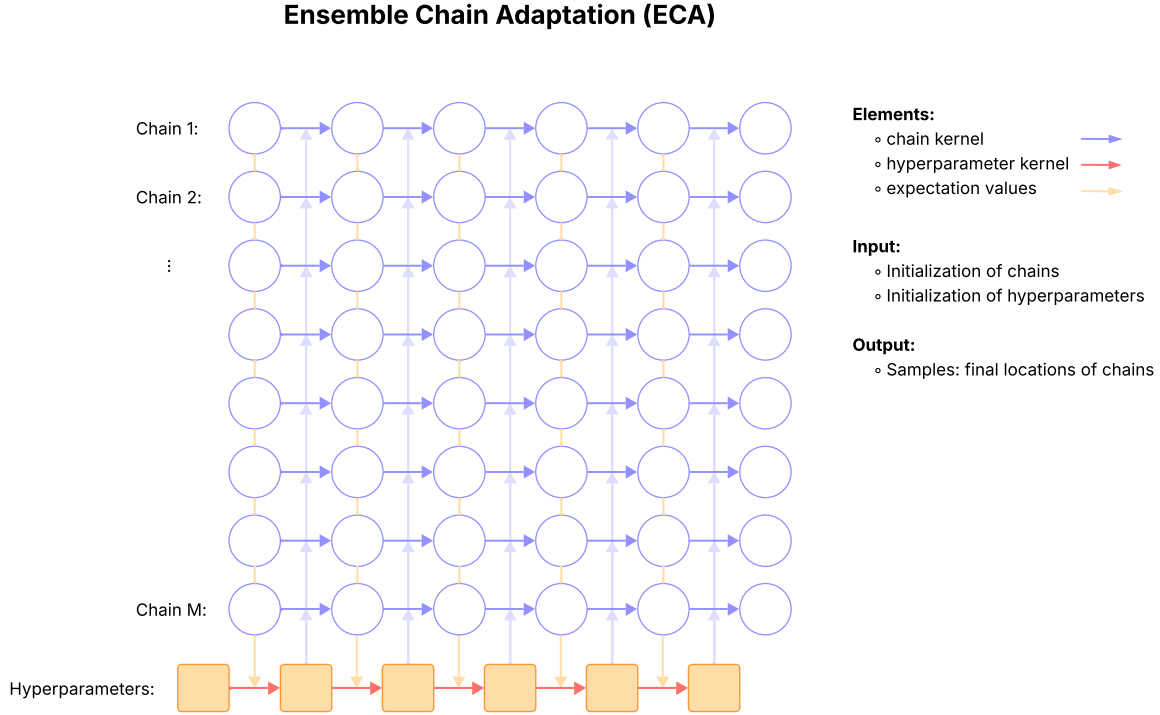 Ensemble Chain Adaptation (ECA)
Chain 1:
Chain 2:
⋮
Chain M:
Hyperparameters:
Elements:
∘ chain kernel
∘ hyperparameter kernel
∘ expectation values
Input:
∘ Initialization of chains
∘ Initialization of hyperparameters
Output:
∘ Samples: final locations of chains